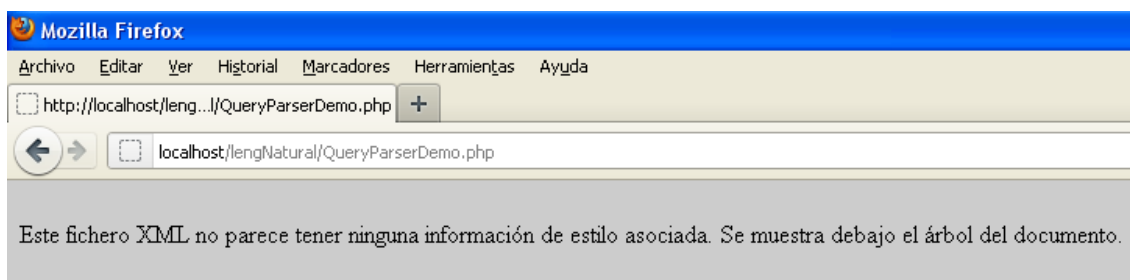 Mozilla Firefox
Archivo Editar Ver Historial Marcadores Herramientas Ayuda
http://localhost/leng...l/QueryParserDemo.php +
localhost/lengNatural/QueryParserDemo.php
Este fichero XML no parece tener ninguna información de estilo asociada. Se muestra debajo el árbol del documento.